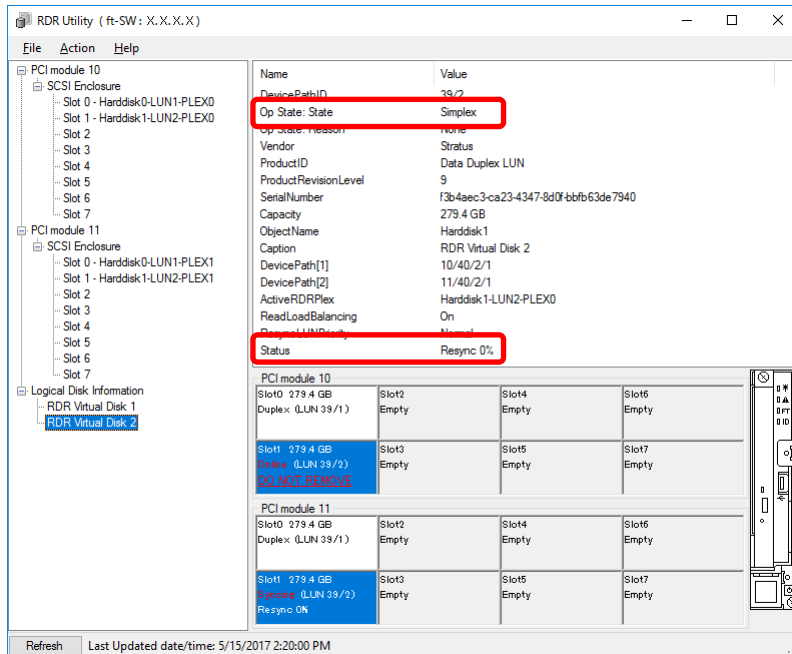 RDR Utility ( ft-SW : X.X.X.X )
File Action Help
PCI module 10
SCSI Enclosure
Slot 0 - Harddisk0-LUN1-PLEX0
Slot 1 - Harddisk1-LUN2-PLEX0
Slot 2
Slot 3
Slot 4
Slot 5
Slot 6
Slot 7
PCI module 11
SCSI Enclosure
Slot 0 - Harddisk0-LUN1-PLEX1
Slot 1 - Harddisk1-LUN2-PLEX1
Slot 2
Slot 3
Slot 4
Slot 5
Slot 6
Slot 7
Logical Disk Information
RDR Virtual Disk 1
RDR Virtual Disk 2
Name Value
DevicePathID 39/2
Op State: State Simplex
Op State: Reason None
Vendor Stratus
ProductID Data Duplex LUN
ProductRevisionLevel 9
SerialNumber f3b4aec3-ca23-4347-8d0f-bbfb63de7940
Capacity 279.4 GB
ObjectName Harddisk1
Caption RDR Virtual Disk 2
DevicePath[1] 10/40/2/1
DevicePath[2] 11/40/2/1
ActiveRDRPlex Harddisk1-LUN2-PLEX0
ReadLoadBalancing On
ResyncLUNPriority Normal
Status Resync 0%
PCI module 10
Slot0 279.4 GB Slot2 Slot4 Slot6
Duplex (LUN 39/1) Empty Empty Empty
Slot1 279.4 GB Slot3 Slot5 Slot7
Online (LUN 39/2) Empty Empty Empty
DO NOT REMOVE
PCI module 11
Slot0 279.4 GB Slot2 Slot4 Slot6
Duplex (LUN 39/1) Empty Empty Empty
Slot1 279.4 GB Slot3 Slot5 Slot7
Syncing (LUN 39/2) Empty Empty Empty
Resync 0%
Refresh Last Updated date/time: 5/15/2017 2:20:00 PM